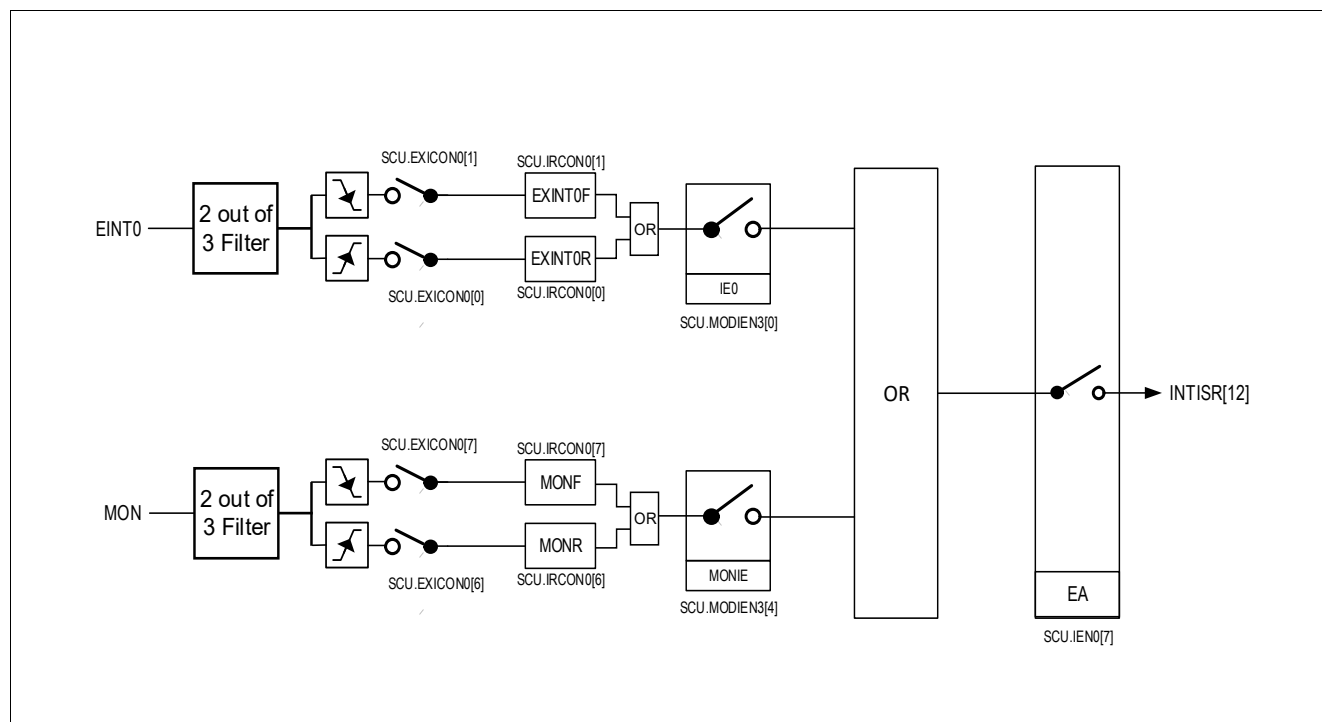 SCU.EXICON0[1]
SCU.IRCON0[1]
EINT0
2 out of
3 Filter
EXINT0F
OR
EXINT0R
IE0
SCU.EXICON0[0]
SCU.IRCON0[0]
SCU.MODIEN3[0]
OR
INTISR[12]
SCU.EXICON0[7]
SCU.IRCON0[7]
MON
2 out of
3 Filter
MONF
OR
MONR
MONIE
SCU.EXICON0[6]
SCU.IRCON0[6]
SCU.MODIEN3[4]
EA
SCU.IEN0[7]